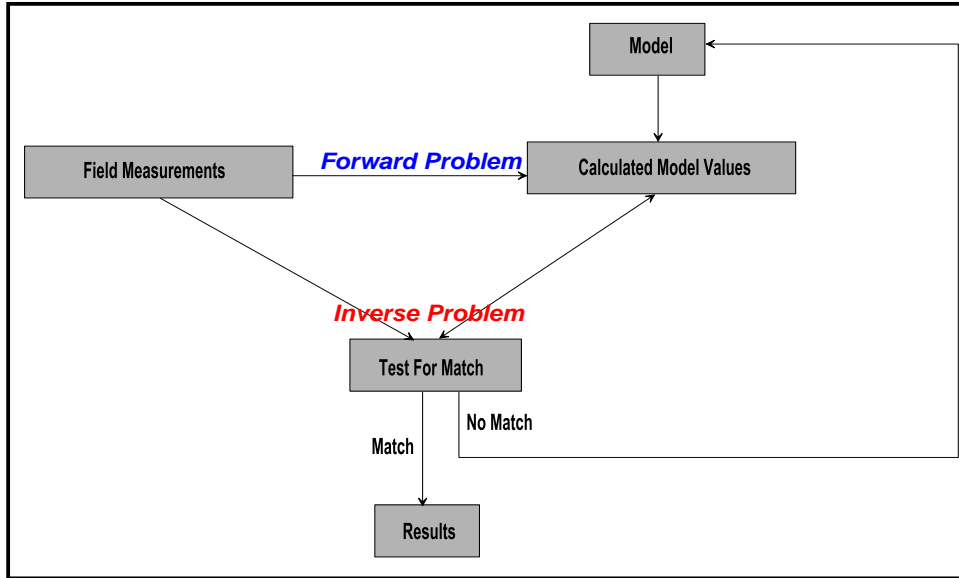 Model
Forward Problem
Field Measurements
Calculated Model Values
Inverse Problem
Test For Match
No Match
Match
Results